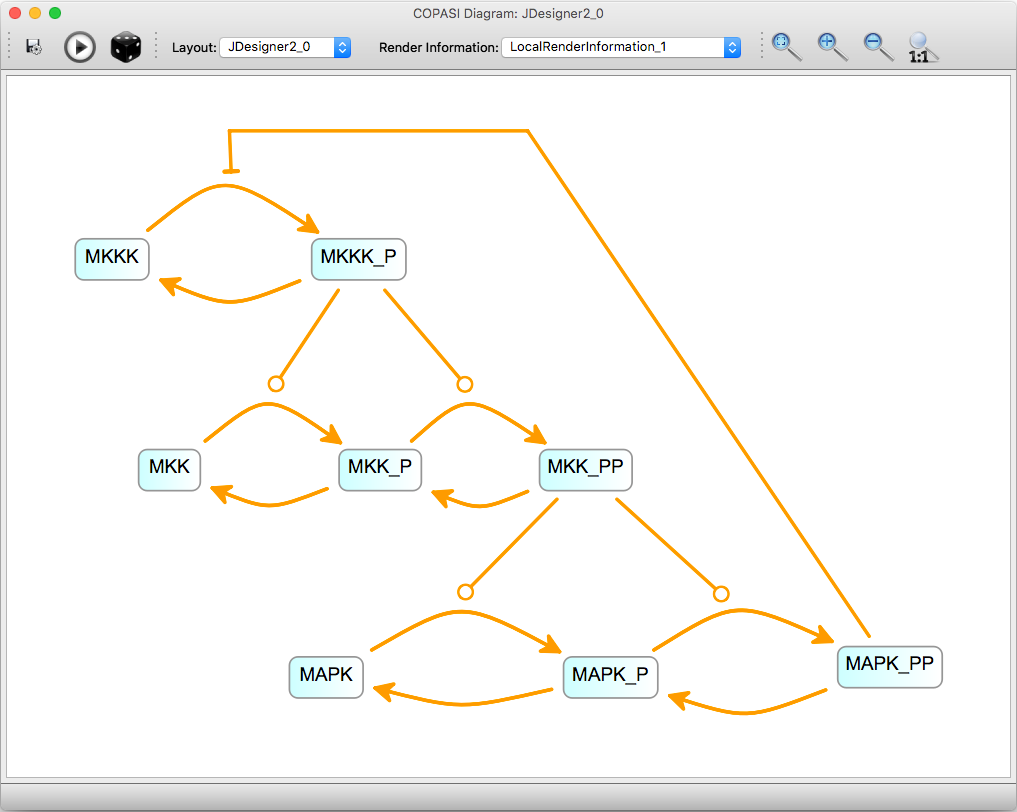 COPASI Diagram: JDesigner2_0
Layout: JDesigner2_0 Render Information: LocalRenderInformation_1 1:1
MKKK MKKK_P
MKK MKK_P MKK_PP
MAPK MAPK_P MAPK_PP